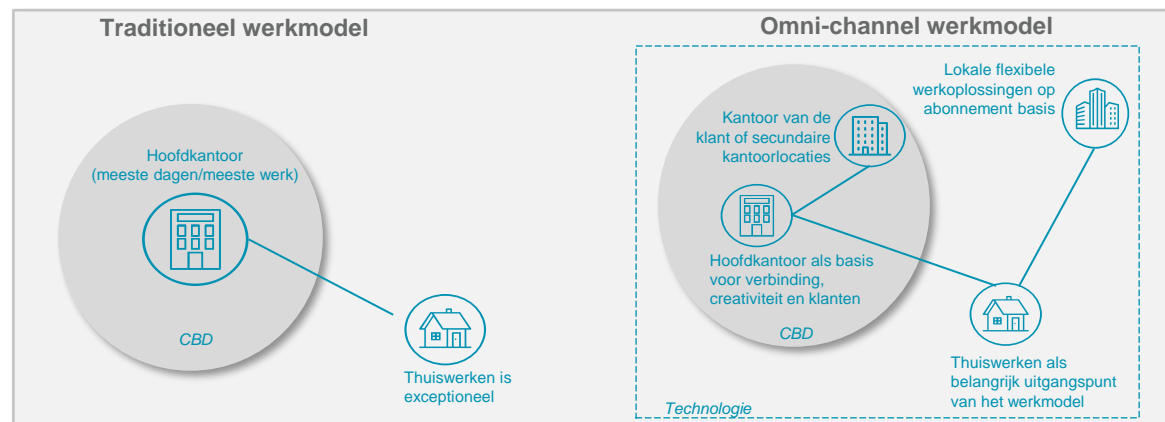 Traditioneel werkmodel
Hoofdkantoor
(meeste dagen/meeste werk)
CBD
Thuiswerken is
exceptioneel
Omni-channel werkmodel
Lokale flexibele
werkoplossingen op
abonnement basis
Kantoor van de
klant of secundaire
kantoorlocaties
Hoofdkantoor als basis
voor verbinding,
creativiteit en klanten
CBD
Thuiswerken als
belangrijk uitgangspunt
van het werkmodel
Technologie